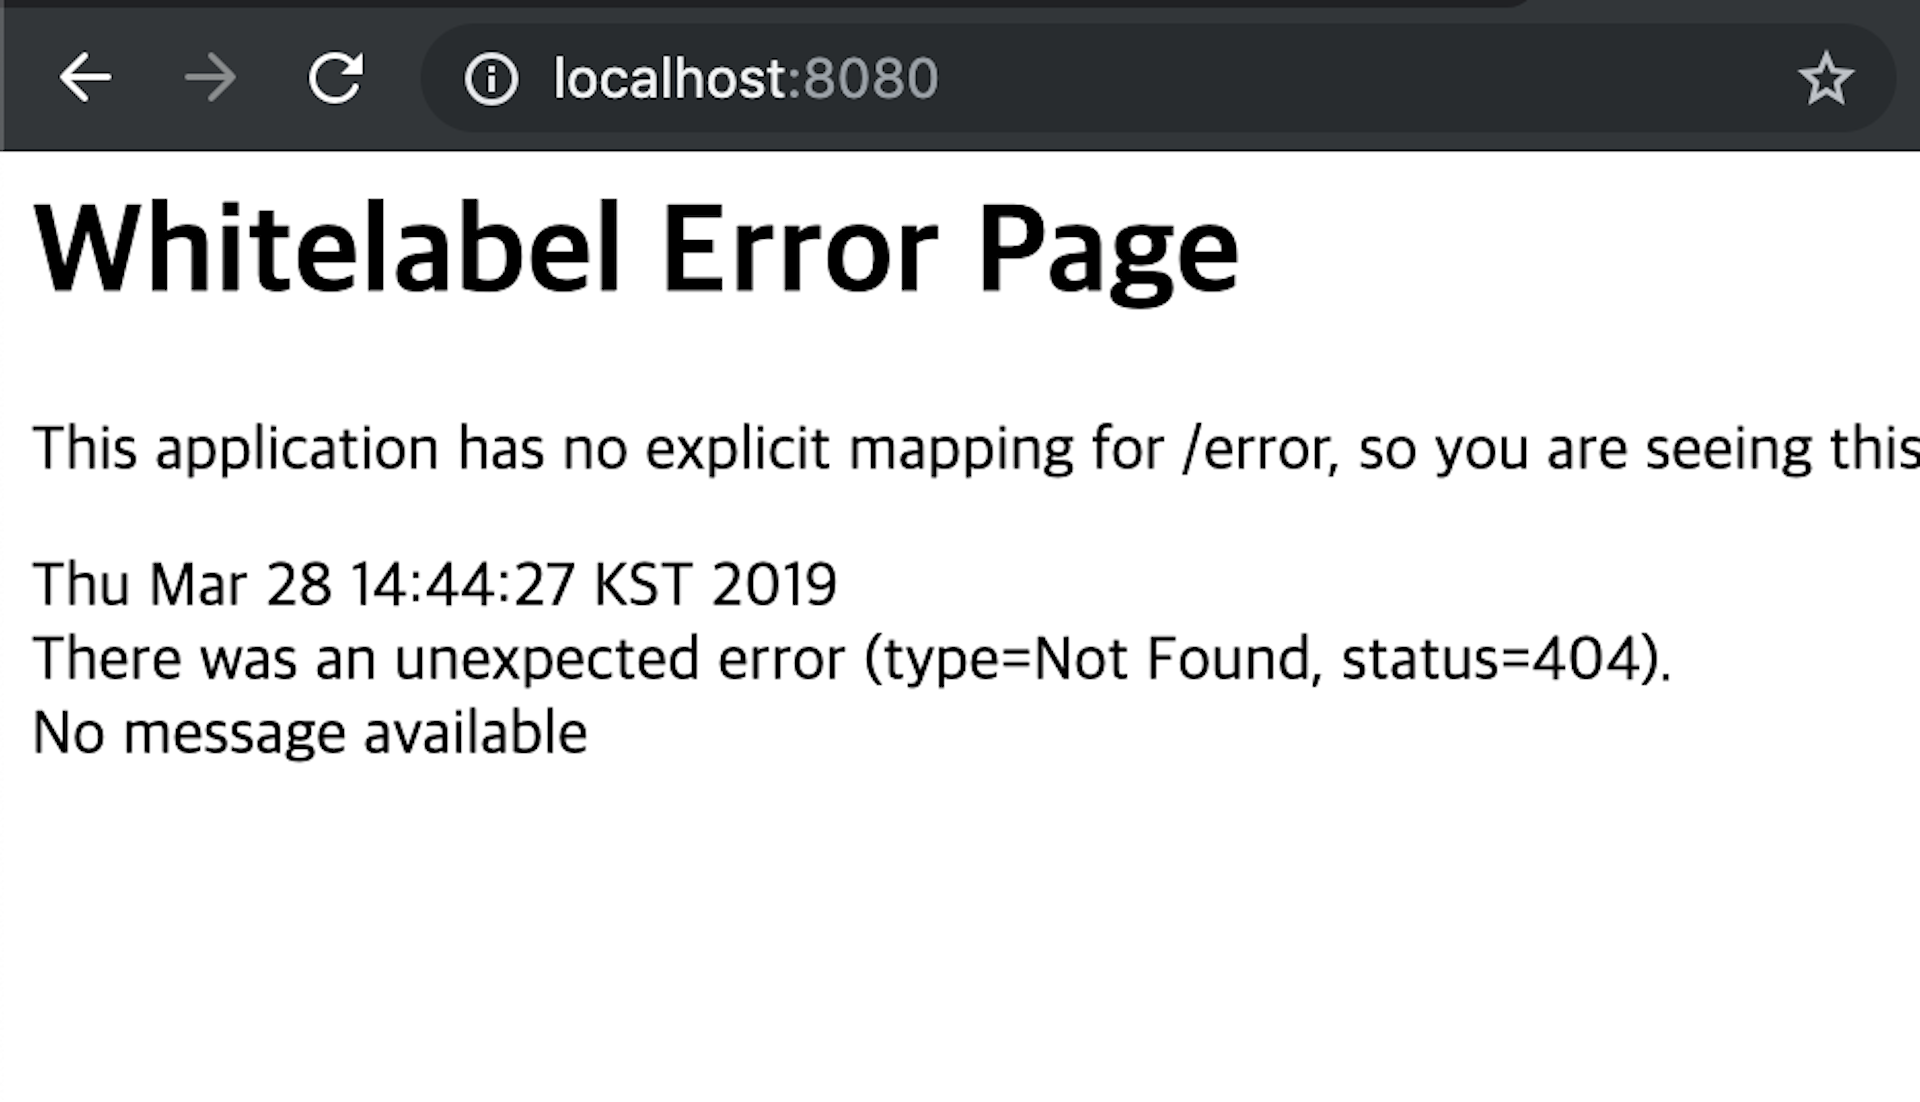 localhost:8080
Whitelabel Error Page
This application has no explicit mapping for /error, so you are seeing this
Thu Mar 28 14:44:27 KST 2019
There was an unexpected error (type=Not Found, status=404).
No message available